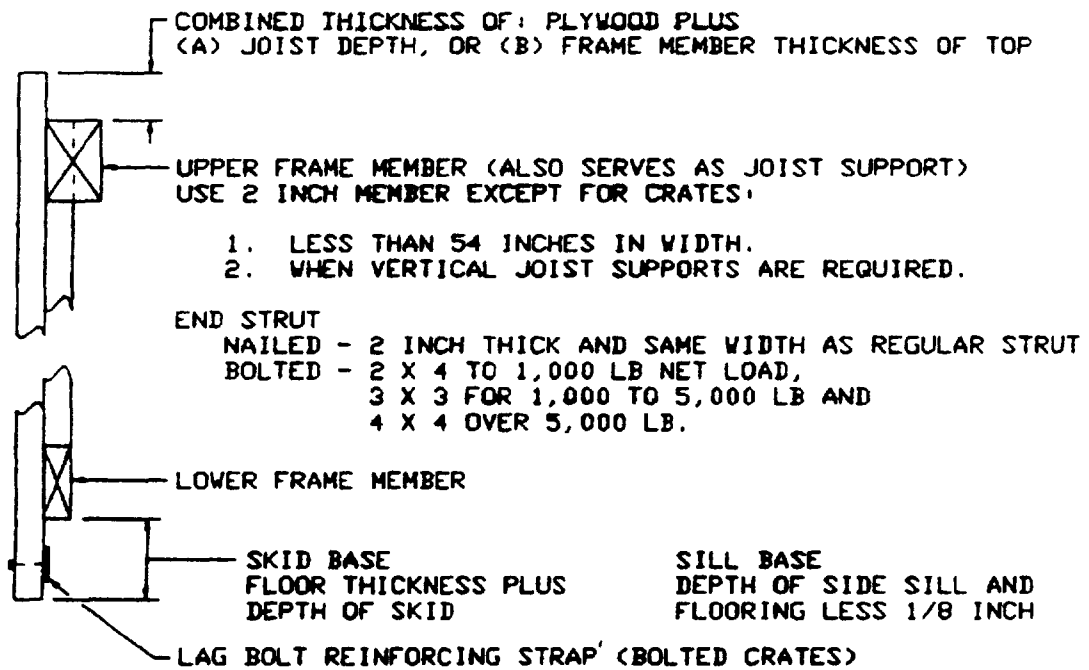 COMBINED THICKNESS OF: PLYWOOD PLUS
(A) JOIST DEPTH, OR (B) FRAME MEMBER THICKNESS OF TOP
UPPER FRAME MEMBER (ALSO SERVES AS JOIST SUPPORT)
USE 2 INCH MEMBER EXCEPT FOR CRATES:
1. LESS THAN 54 INCHES IN WIDTH.
2. WHEN VERTICAL JOIST SUPPORTS ARE REQUIRED.
END STRUT
NAILED - 2 INCH THICK AND SAME WIDTH AS REGULAR STRUT
BOLTED - 2 X 4 TO 1,000 LB NET LOAD,
3 X 3 FOR 1,000 TO 5,000 LB AND
4 X 4 OVER 5,000 LB.
LOWER FRAME MEMBER
SKID BASE
FLOOR THICKNESS PLUS
DEPTH OF SKID
SILL BASE
DEPTH OF SIDE SILL AND
FLOORING LESS 1/8 INCH
LAG BOLT REINFORCING STRAP (BOLTED CRATES)